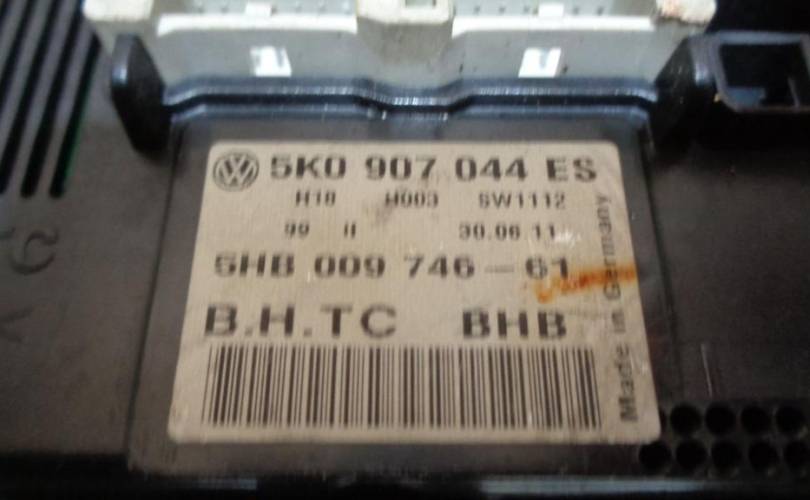 5K0 907 044 ES
H18 H003 SW1112
99 II 30.06.11
5HB 009 746-61
B.H.TC BHB
Made in Germany